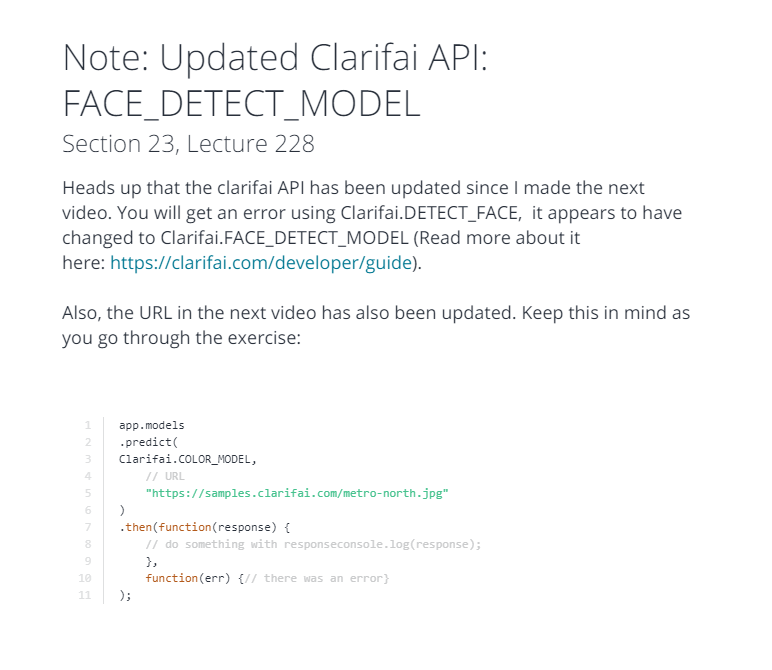 Note: Updated Clarifai API:
FACE_DETECT_MODEL
Section 23, Lecture 228
Heads up that the clarifai API has been updated since I made the next
video. You will get an error using Clarifai.DETECT_FACE,  it appears to have
changed to Clarifai.FACE_DETECT_MODEL (Read more about it
here: https://clarifai.com/developer/guide).
Also, the URL in the next video has also been updated. Keep this in mind as
you go through the exercise:
1 app.models
2 .predict(
3 Clarifai.COLOR_MODEL,
4     // URL
5     "https://samples.clarifai.com/metro-north.jpg"
6 )
7 .then(function(response) {
8     // do something with responseconsole.log(response);
9     },
10     function(err) {// there was an error}
11 );